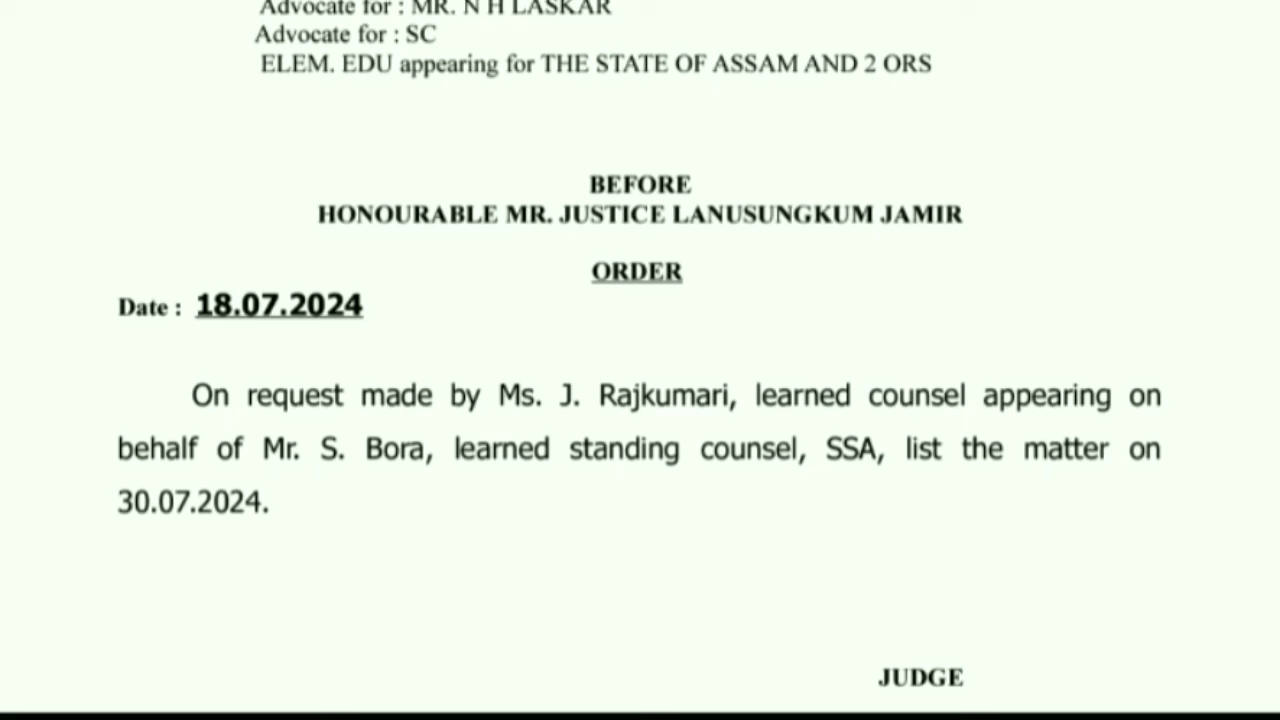 Advocate for : MR. N H LASKAR
Advocate for : SC
ELEM. EDU appearing for THE STATE OF ASSAM AND 2 ORS
BEFORE
HONOURABLE MR. JUSTICE LANUSUNGKUM JAMIR
ORDER
Date : 18.07.2024
On request made by Ms. J. Rajkumari, learned counsel appearing on
behalf of Mr. S. Bora, learned standing counsel, SSA, list the matter on
30.07.2024.
JUDGE